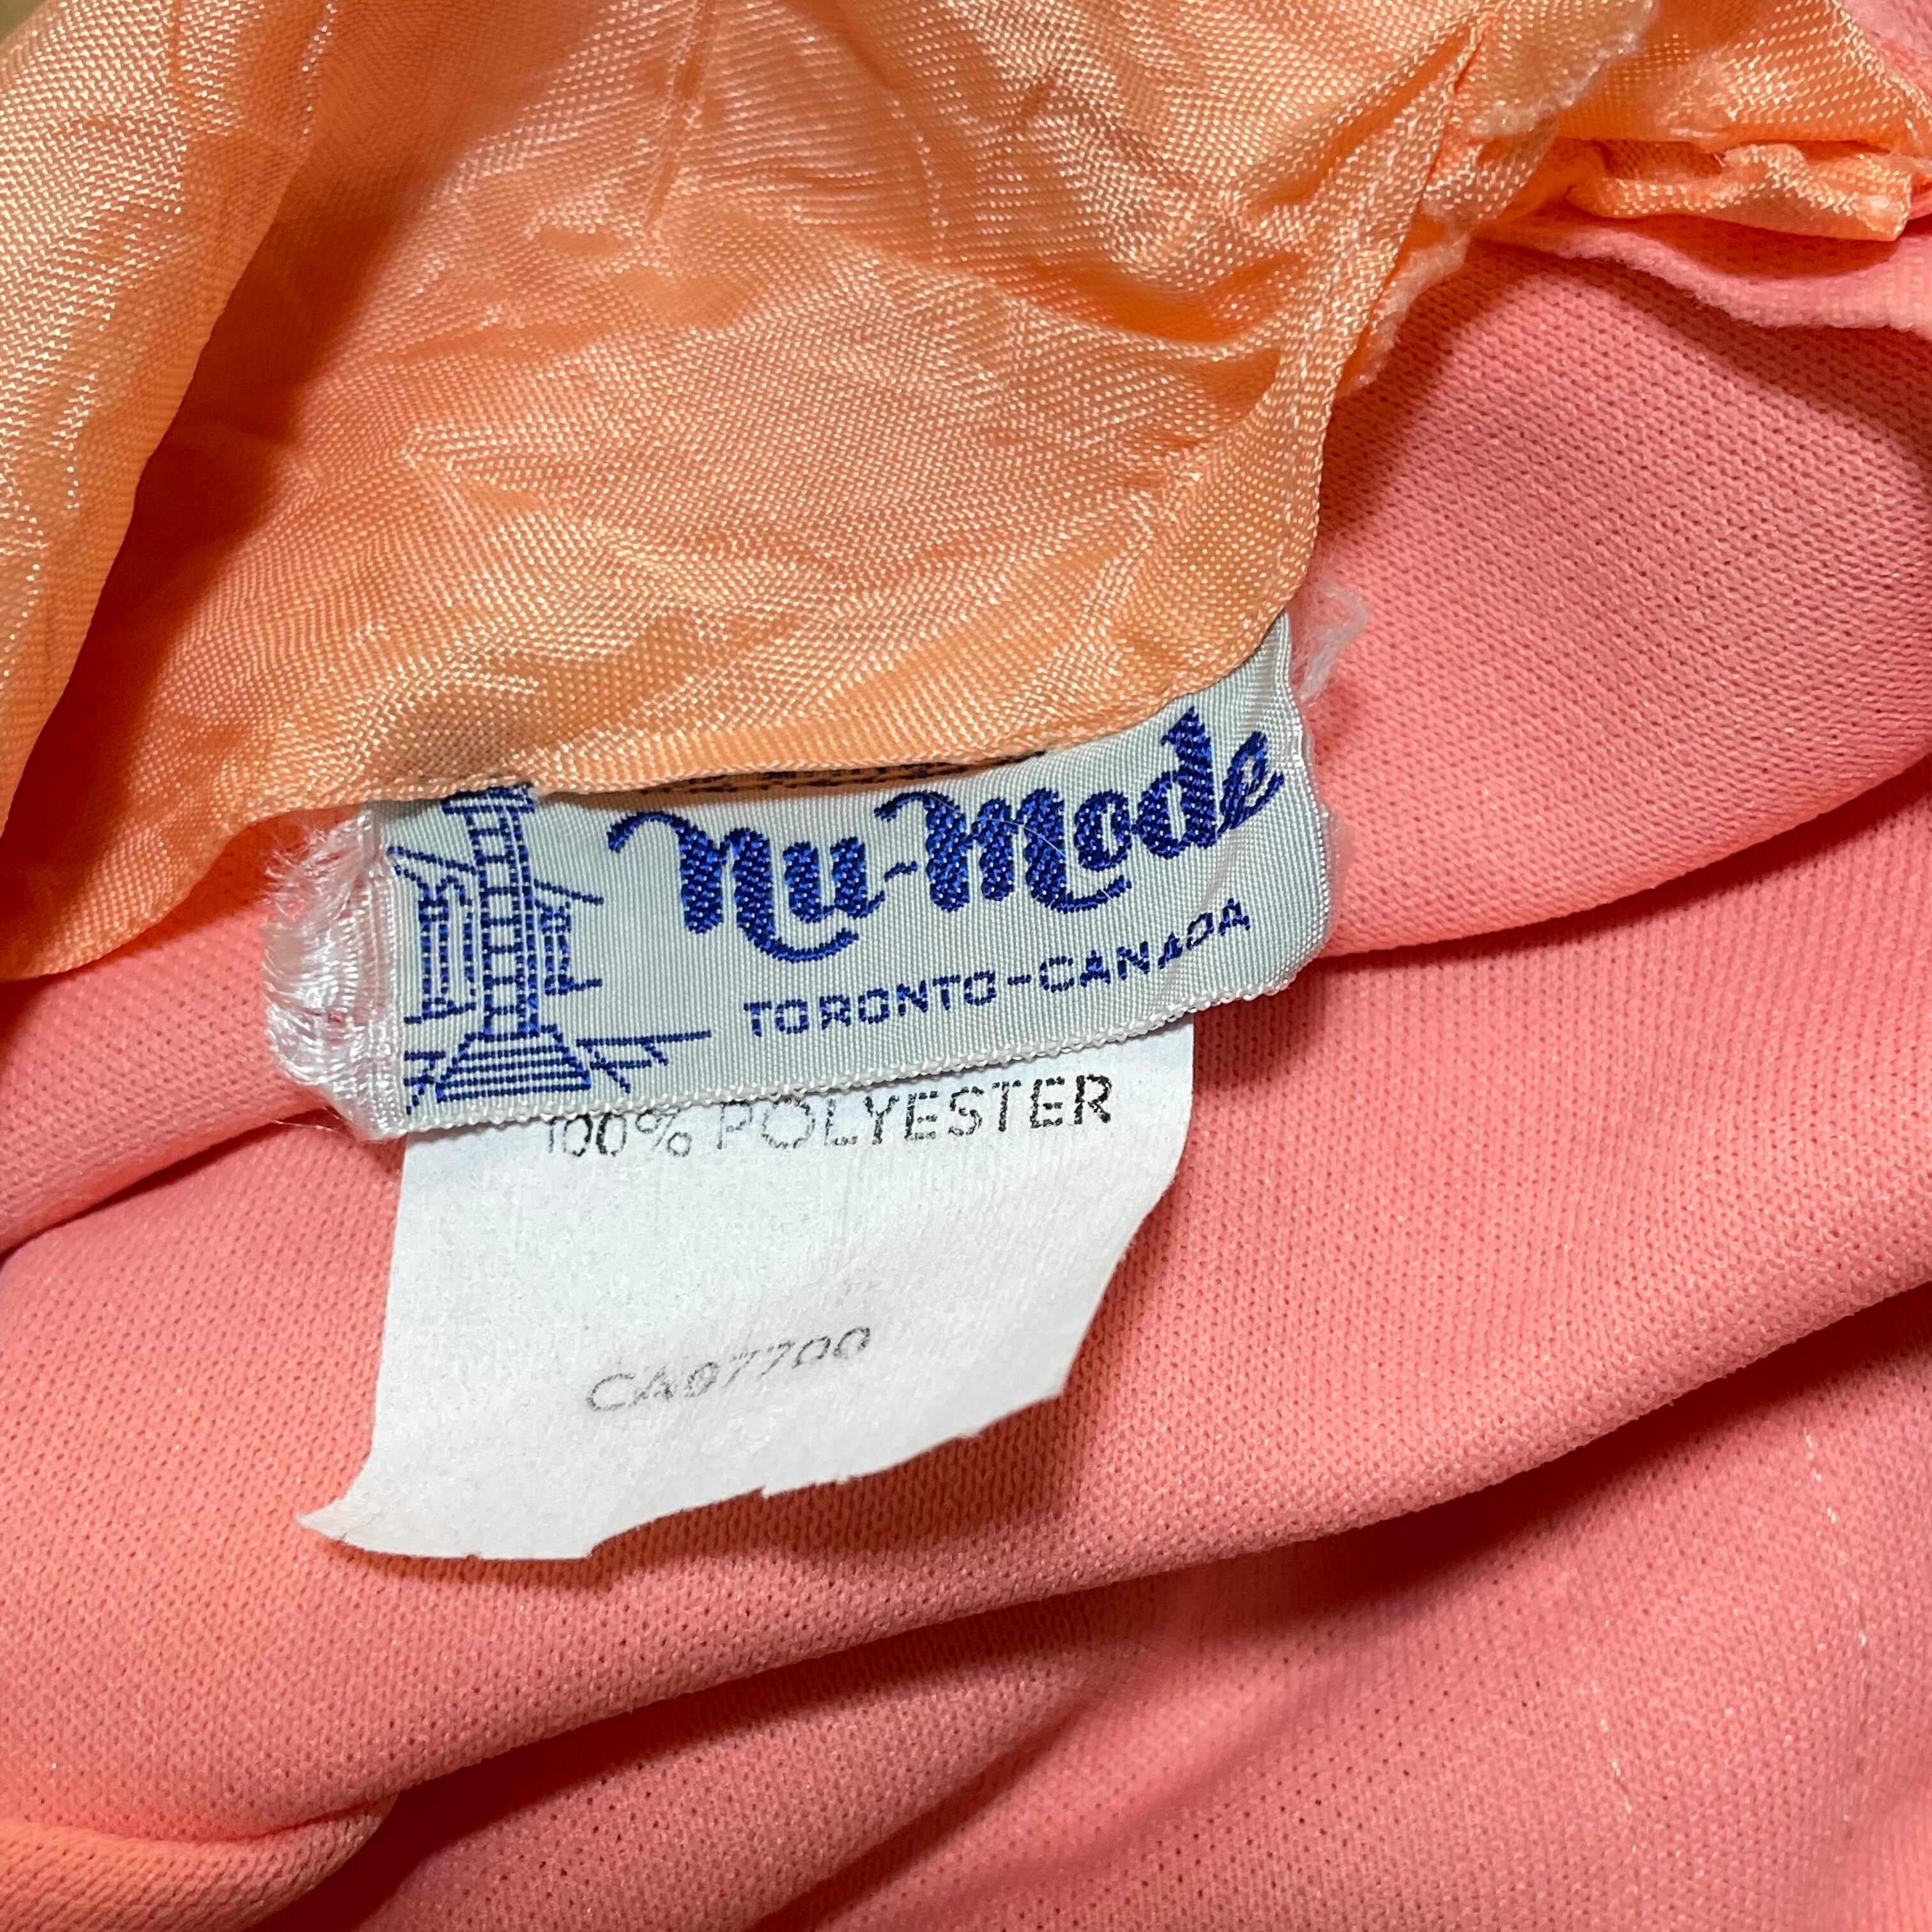 nu-mode
TORONTO-CANADA
100% POLYESTER
CA07700